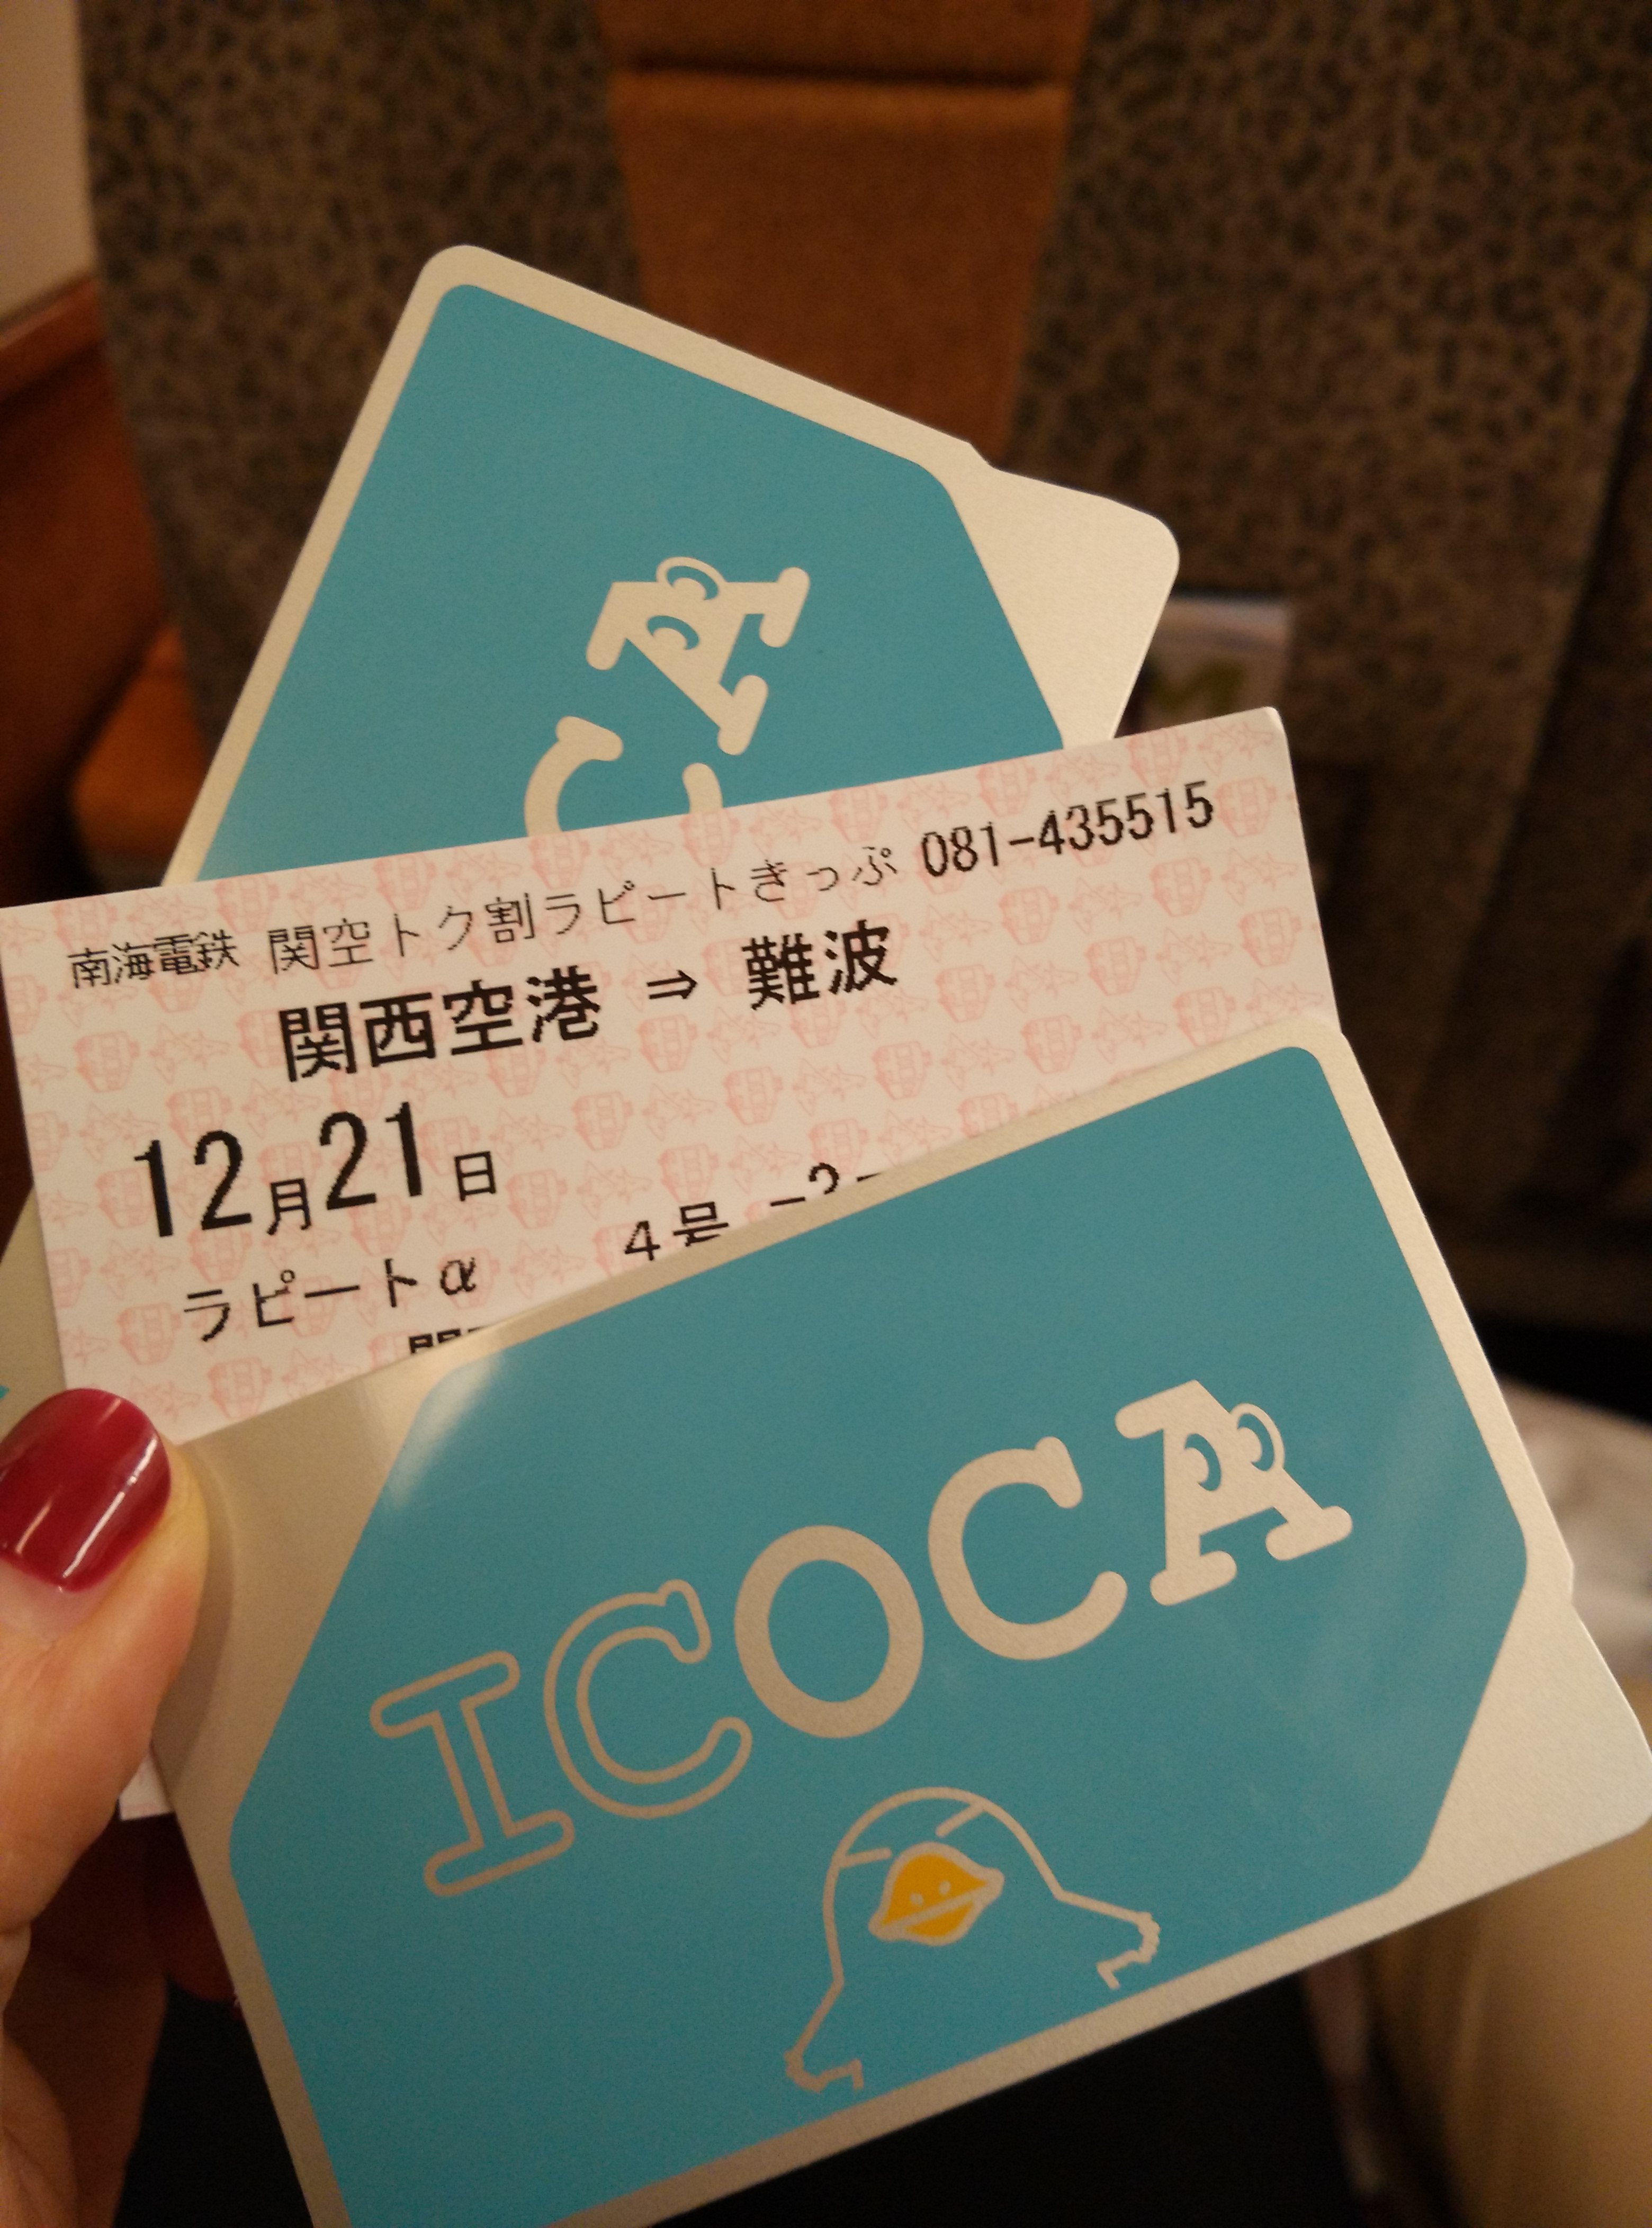 CA
南海電鉄 関空トク割ラピートきっぷ 081-435515
関西空港 ⇒ 難波
12月21日
ラピートα 4号
ICOCA